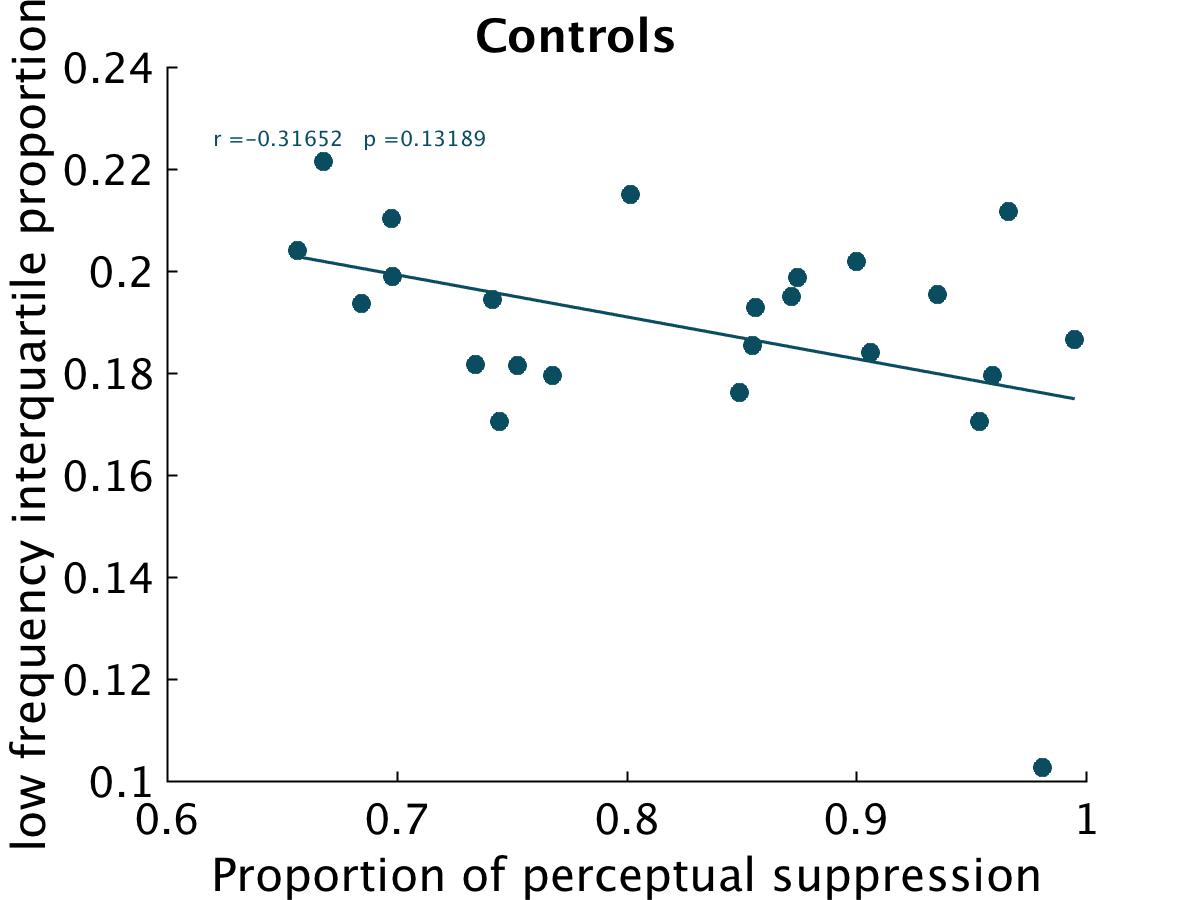 Controls
low frequency interquartile proportion
r =-0.31652 p =0.13189
0.24
0.22
0.2
0.18
0.16
0.14
0.12
0.1
0.6 0.7 0.8 0.9 1
Proportion of perceptual suppression